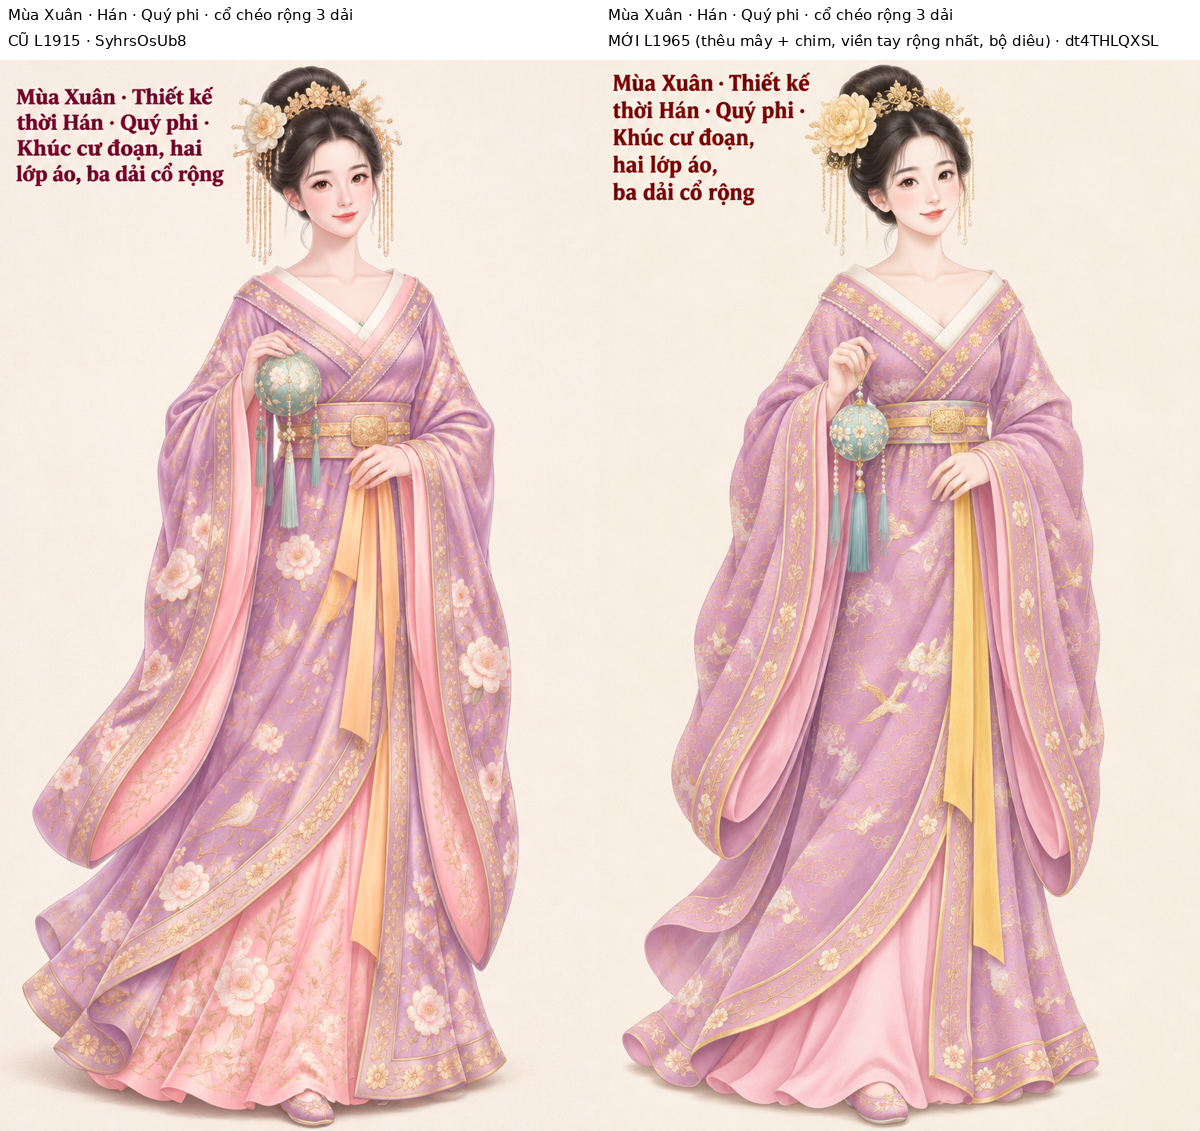 Mùa Xuân · Hán · Quý phi · cổ chéo rộng 3 dải
CŨ L1915 · SyhrsOsUb8
Mùa Xuân · Thiết kế
thời Hán · Quý phi ·
Khúc cư đoạn, hai
lớp áo, ba dải cổ rộng
Mùa Xuân · Hán · Quý phi · cổ chéo rộng 3 dải
MỚI L1965 (thêu mây + chim, viền tay rộng nhất, bộ diêu) · dt4THLQXSL
Mùa Xuân · Thiết kế
thời Hán · Quý phi ·
Khúc cư đoạn,
hai lớp áo,
ba dải cổ rộng